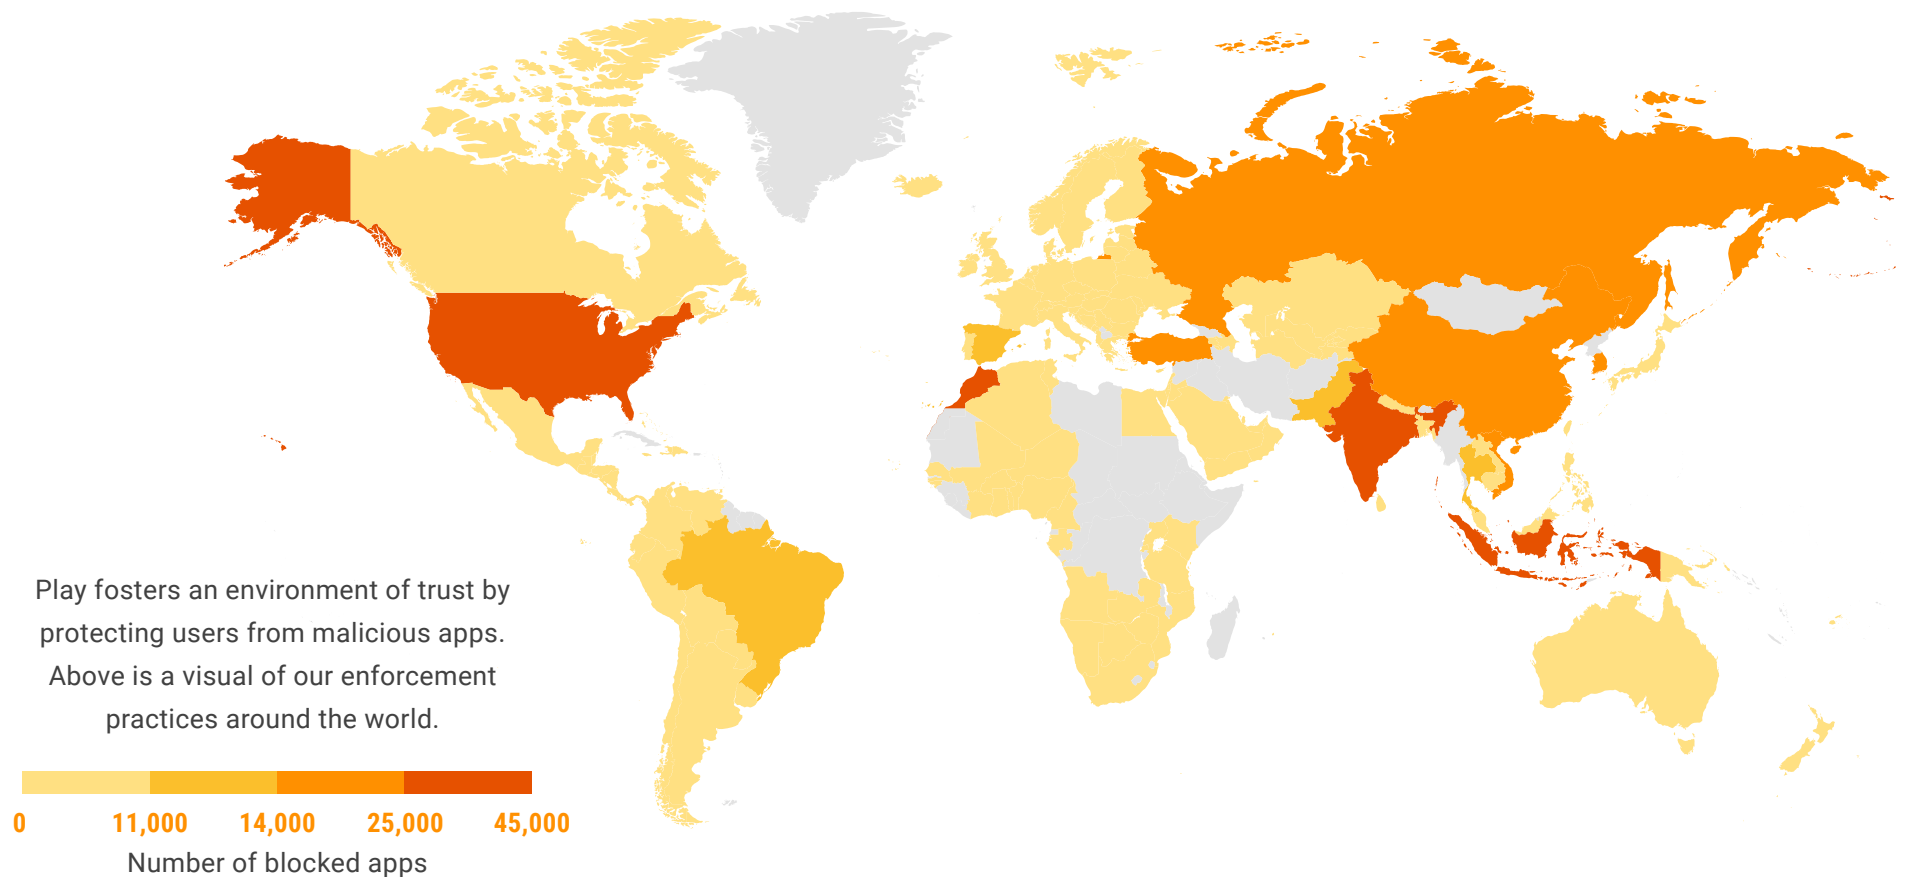 Play fosters an environment of trust by
protecting users from malicious apps.
Above is a visual of our enforcement
practices around the world.
0 11,000 14,000 25,000 45,000
Number of blocked apps